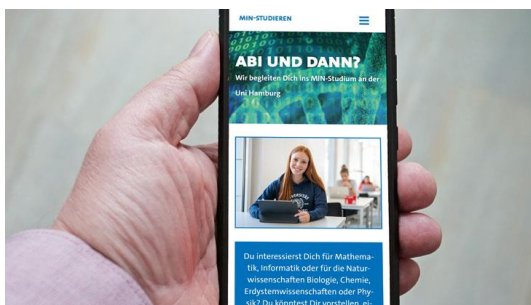 MIN-STUDIEREN
ABI UND DANN?
Wir begleiten Dich ins MIN-Studium an der
Uni Hamburg
Du interessierst Dich für Mathema-
tik, Informatik oder für die Natur-
wissenschaften Biologie, Chemie,
Erdsystemwissenschaften oder Phy-
sik? Du könntest Dir vorstellen, ei-